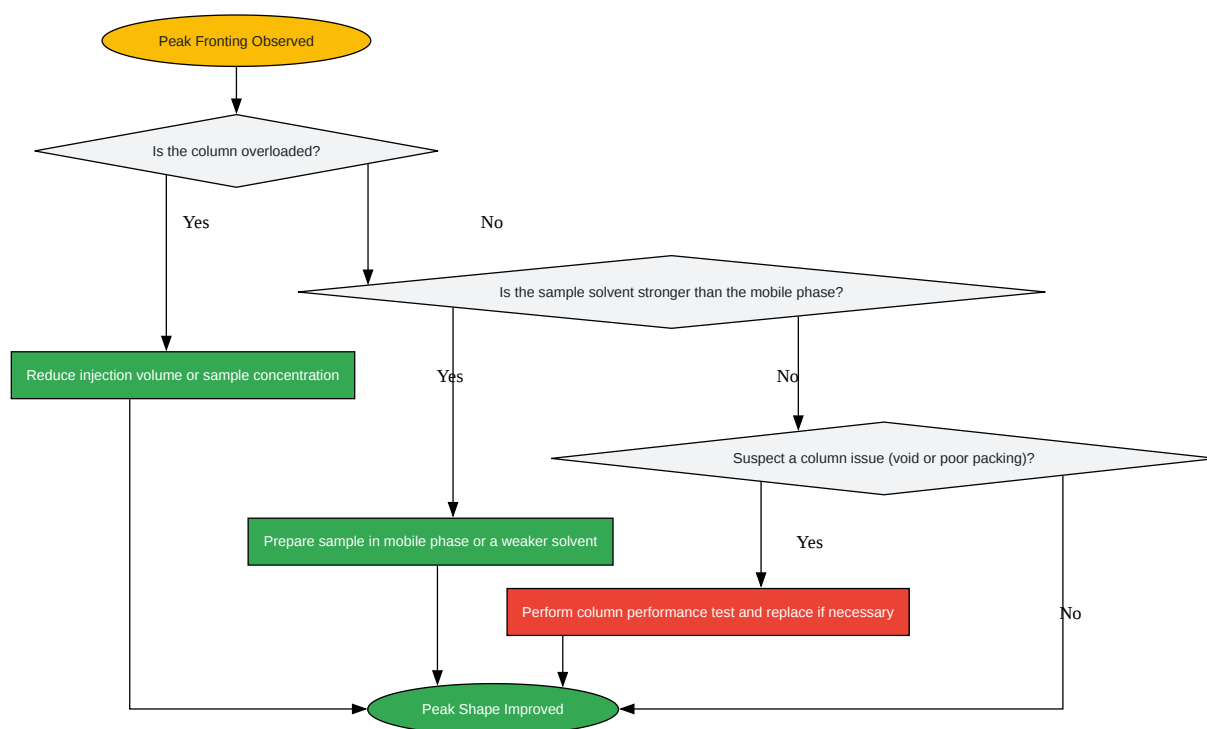 Peak Fronting Observed
Is the column overloaded?
Yes
No
Is the sample solvent stronger than the mobile phase?
Reduce injection volume or sample concentration
Yes
No
Suspect a column issue (void or poor packing)?
Prepare sample in mobile phase or a weaker solvent
Yes
Perform column performance test and replace if necessary
No
Peak Shape Improved